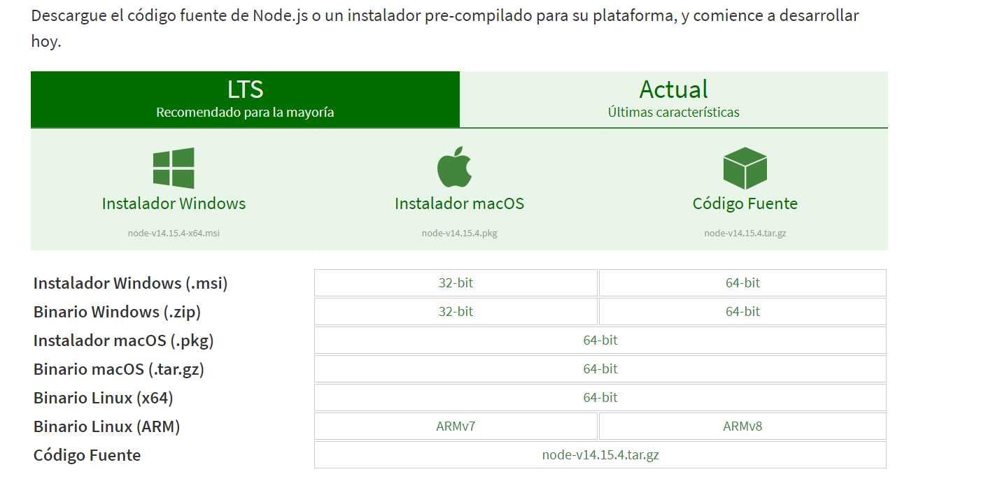 Descargue el código fuente de Node.js o un instalador pre-compilado para su plataforma, y comience a desarrollar
hoy.
LTS
Recomendado para la mayoría
Actual
Últimas características
Instalador Windows
node-v14.15.4-x64.msi
Instalador macOS
node-v14.15.4.pkg
Código Fuente
node-v14.15.4.tar.gz
Instalador Windows (.msi) 32-bit 64-bit
Binario Windows (.zip) 32-bit 64-bit
Instalador macOS (.pkg) 64-bit
Binario macOS (.tar.gz) 64-bit
Binario Linux (x64) 64-bit
Binario Linux (ARM) ARMv7 ARMv8
Código Fuente node-v14.15.4.tar.gz